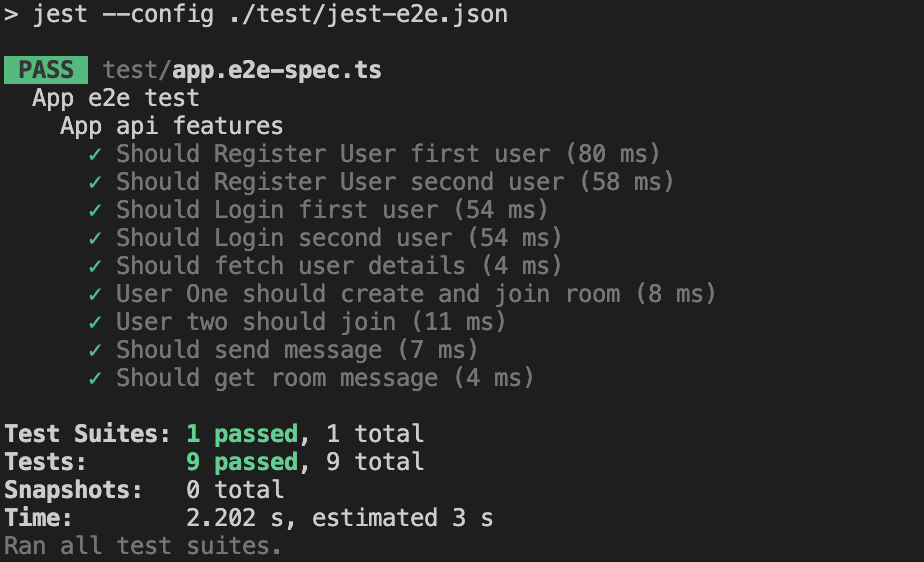 > jest --config ./test/jest-e2e.json
PASS test/app.e2e-spec.ts
App e2e test
App api features
✓ Should Register User first user (80 ms)
✓ Should Register User second user (58 ms)
✓ Should Login first user (54 ms)
✓ Should Login second user (54 ms)
✓ Should fetch user details (4 ms)
✓ User One should create and join room (8 ms)
✓ User two should join (11 ms)
✓ Should send message (7 ms)
✓ Should get room message (4 ms)
Test Suites: 1 passed, 1 total
Tests: 9 passed, 9 total
Snapshots: 0 total
Time: 2.202 s, estimated 3 s
Ran all test suites.